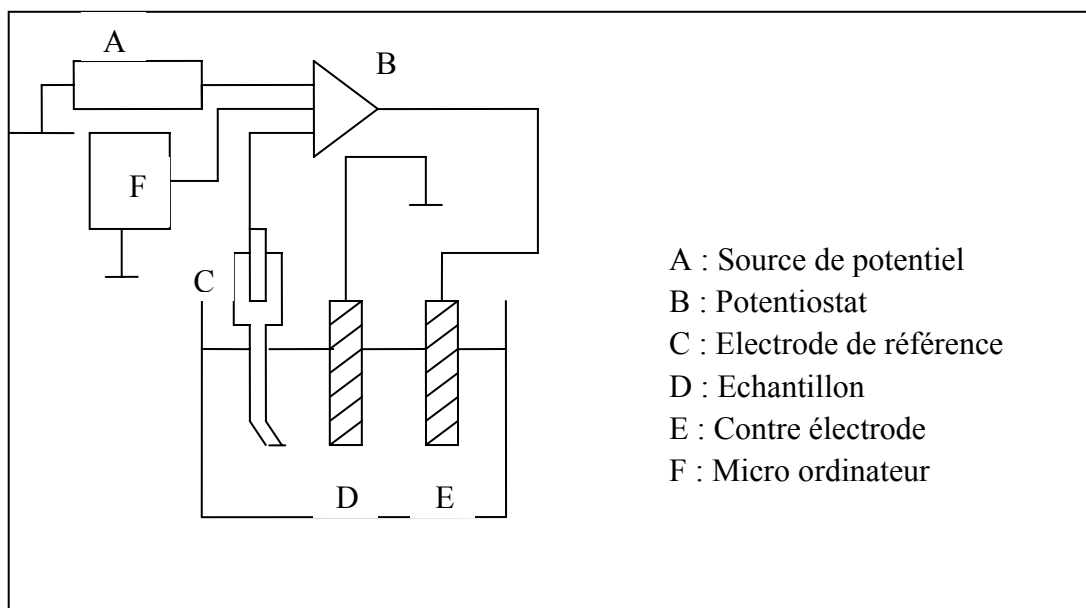 A
B
F
C
D
E
A : Source de potentiel
B : Potentiostat
C : Electrode de référence
D : Echantillon
E : Contre électrode
F : Micro ordinateur